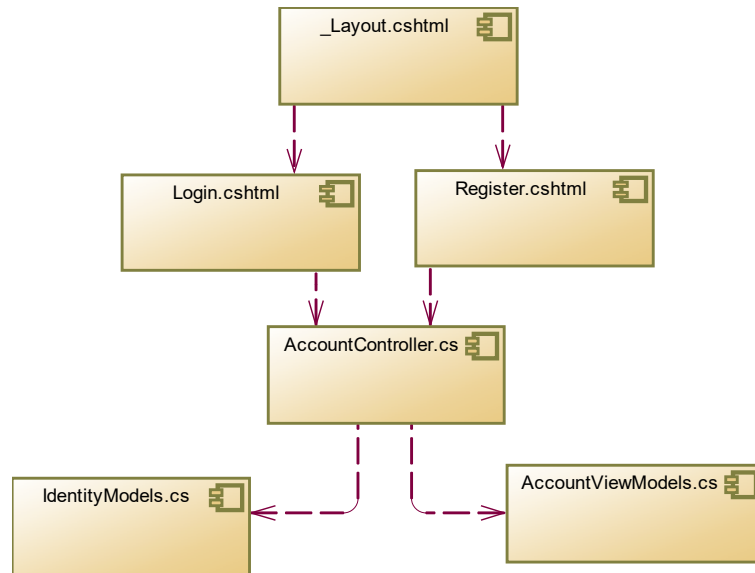 _Layout.cshtml
Login.cshtml
Register.cshtml
AccountController.cs
IdentityModels.cs
AccountViewModels.cs